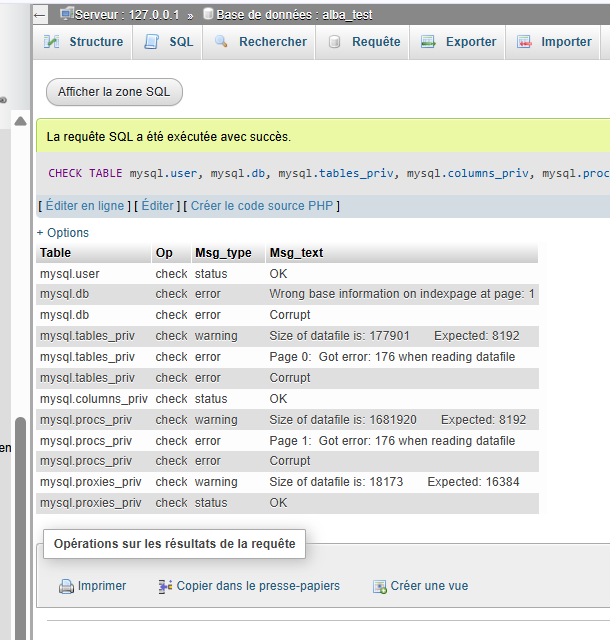 Serveur : 127.0.0.1 » Base de données : alba_test
Structure SQL Rechercher Requête Exporter Importer
Afficher la zone SQL
La requête SQL a été exécutée avec succès.
CHECK TABLE mysql.user, mysql.db, mysql.tables_priv, mysql.columns_priv, mysql.proc
[ Éditer en ligne ] [ Éditer ] [ Créer le code source PHP ]
+ Options
Table Op Msg_type Msg_text
mysql.user check status OK
mysql.db check error Wrong base information on indexpage at page: 1
mysql.db check error Corrupt
mysql.tables_priv check warning Size of datafile is: 177901 Expected: 8192
mysql.tables_priv check error Page 0: Got error: 176 when reading datafile
mysql.tables_priv check error Corrupt
mysql.columns_priv check status OK
mysql.procs_priv check warning Size of datafile is: 1681920 Expected: 8192
mysql.procs_priv check error Page 1: Got error: 176 when reading datafile
mysql.procs_priv check error Corrupt
mysql.proxies_priv check warning Size of datafile is: 18173 Expected: 16384
mysql.proxies_priv check status OK
en
Opérations sur les résultats de la requête
Imprimer Copier dans le presse-papiers Créer une vue